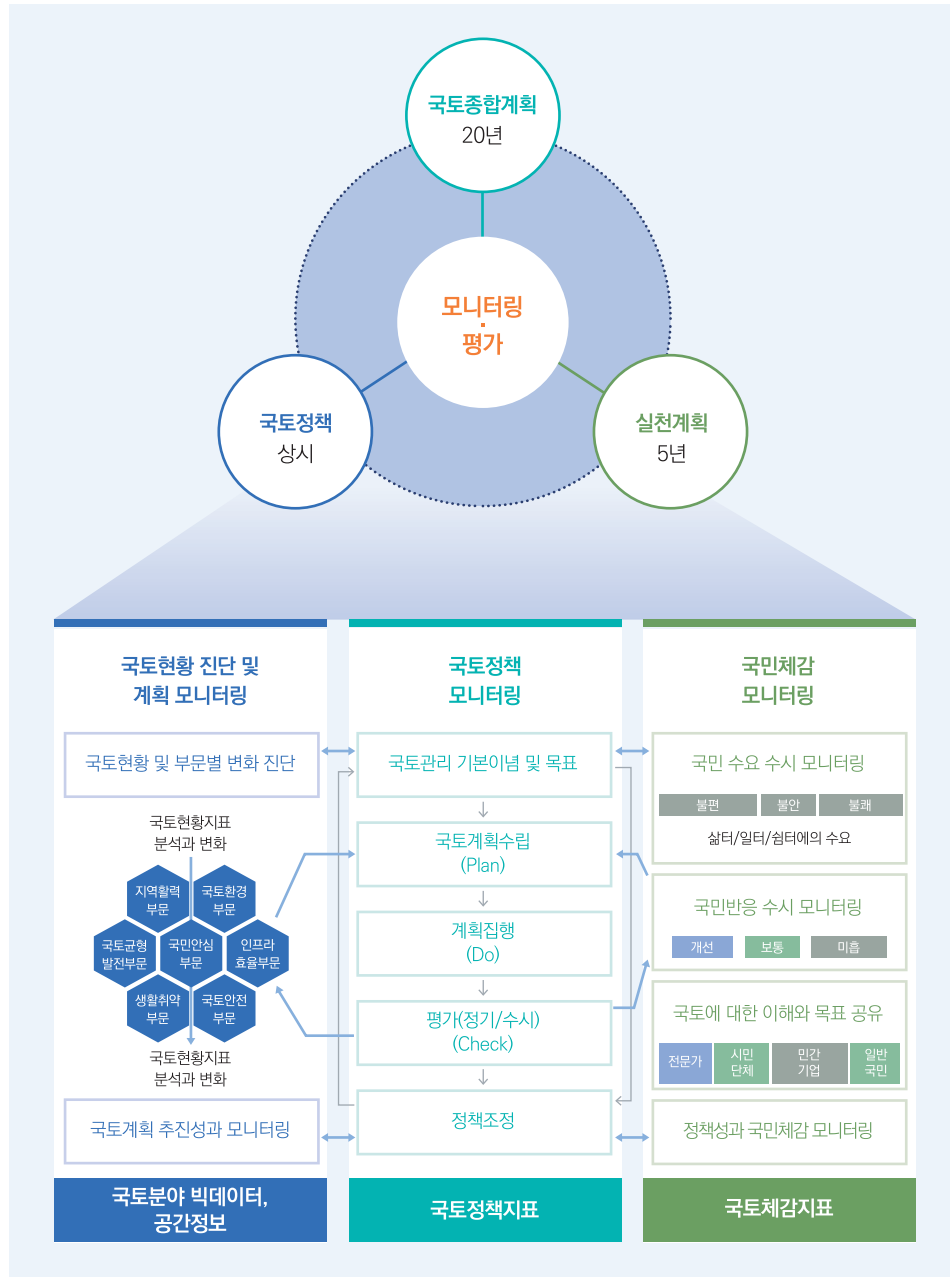 국토종합계획
20년
모니터링
·
평가
국토정책
상시
실천계획
5년
국토현황 진단 및
계획 모니터링
국토현황 및 부문별 변화 진단
국토현황지표
분석과 변화
지역활력
부문
국토환경
부문
국토균형
발전부문
국민안심
부문
인프라
효율부문
생활취약
부문
국토안전
부문
국토현황지표
분석과 변화
국토계획 추진성과 모니터링
국토분야 빅데이터,
공간정보
국토정책
모니터링
국토관리 기본이념 및 목표
국토계획수립
(Plan)
계획집행
(Do)
평가(정기/수시)
(Check)
정책조정
국토정책지표
국민체감
모니터링
국민 수요 수시 모니터링
불편
불안
불쾌
삶터/일터/쉼터에의 수요
국민반응 수시 모니터링
개선
보통
미흡
국토에 대한 이해와 목표 공유
전문가
시민
단체
민간
기업
일반
국민
정책성과 국민체감 모니터링
국토체감지표